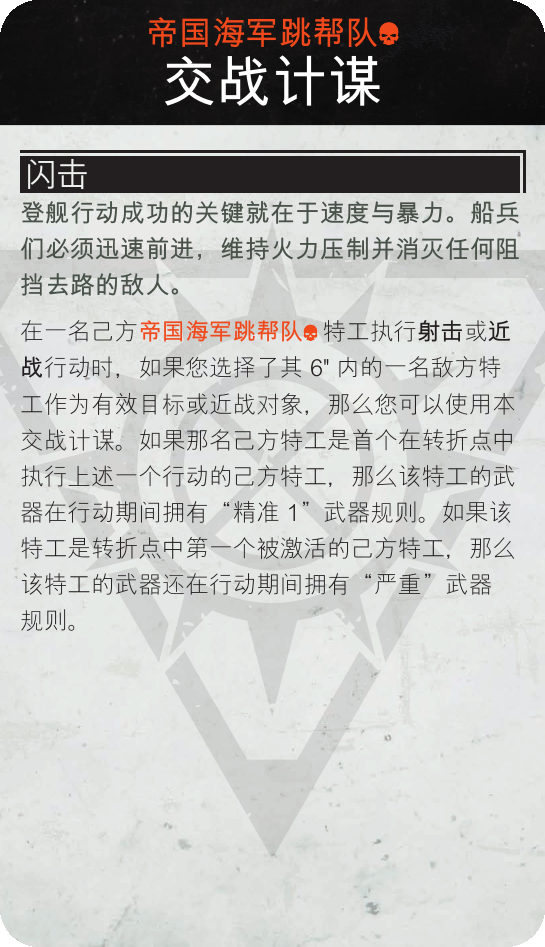 帝国海军跳帮队
交战计谋
闪击
登舰行动成功的关键就在于速度与暴力。船兵
们必须迅速前进，维持火力压制并消灭任何阻
挡去路的敌人。
在一名己方帝国海军跳帮队特工执行射击或近
战行动时，如果您选择了其 6" 内的一名敌方特
工作为有效目标或近战对象，那么您可以使用本
交战计谋。如果那名己方特工是首个在转折点中
执行上述一个行动的己方特工，那么该特工的武
器在行动期间拥有“精准 1”武器规则。如果该
特工是转折点中第一个被激活的己方特工，那么
该特工的武器还在行动期间拥有“严重”武器
规则。